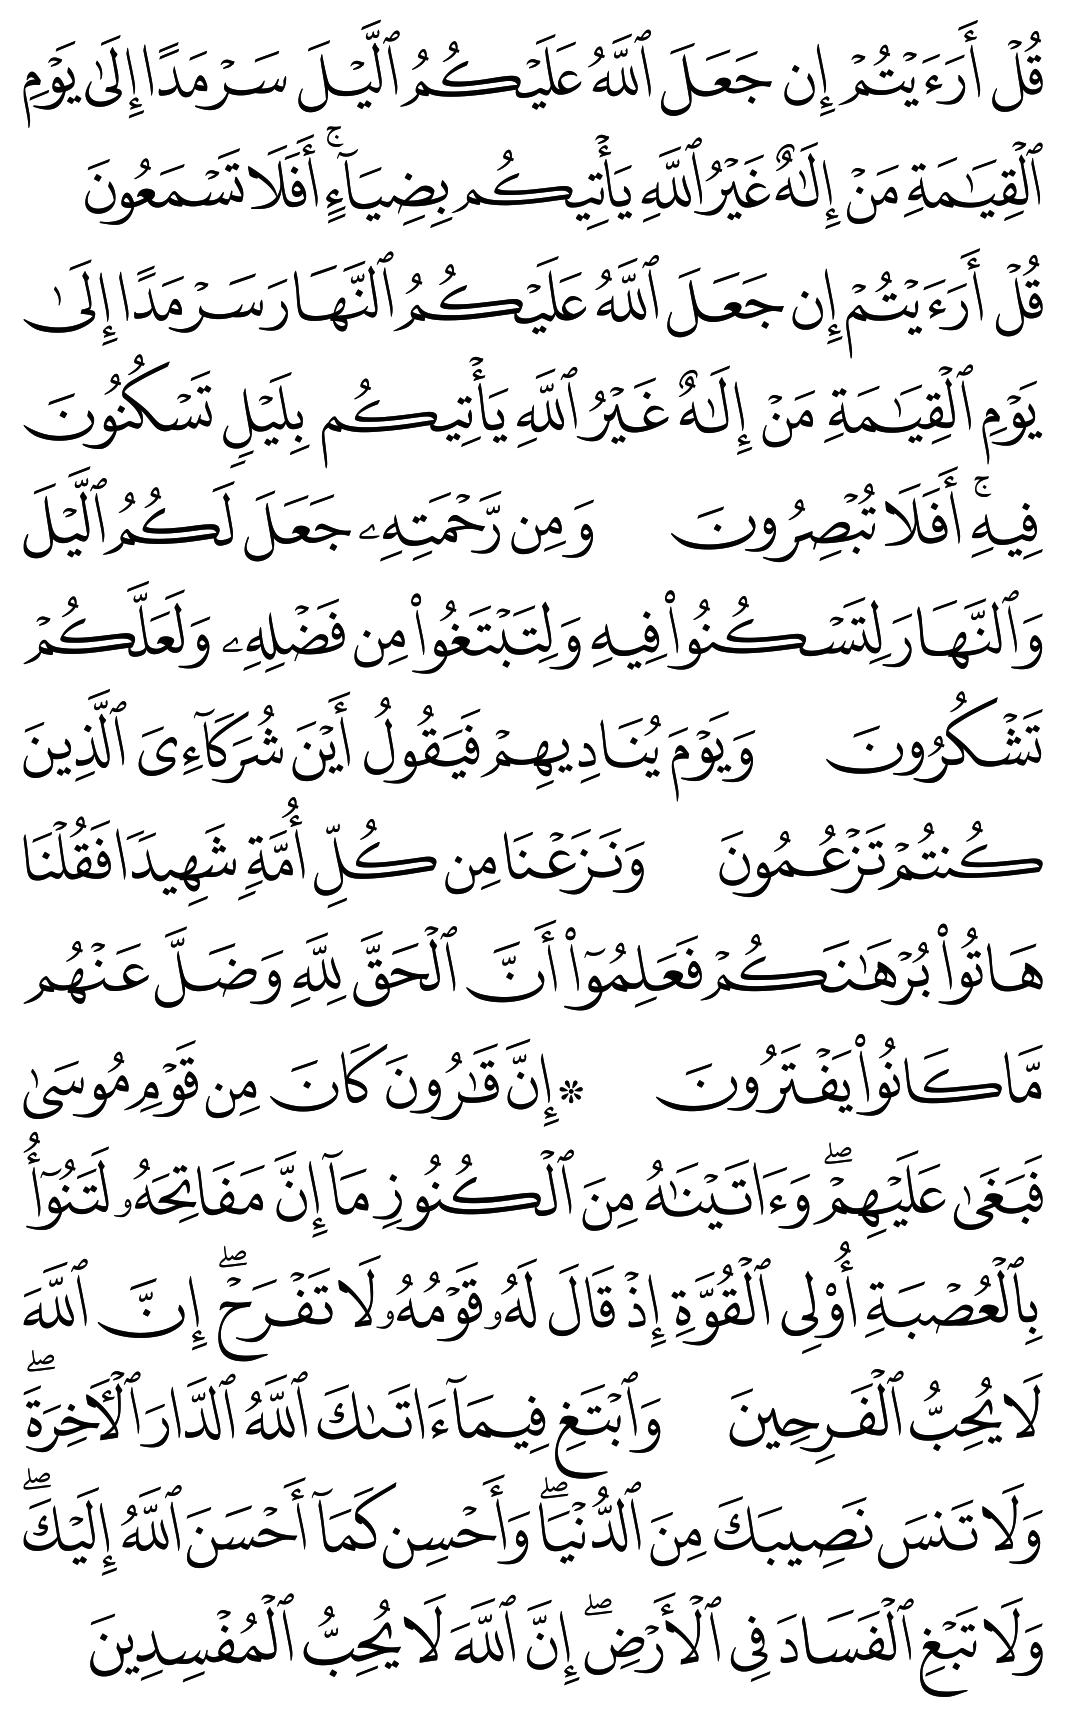 قُلۡ أَرَءَيۡتُمۡ إِن جَعَلَ ٱللَّهُ عَلَيۡكُمُ ٱلَّيۡلَ سَرۡمَدًا إِلَىٰ يَوۡمِ
ٱلۡقِيَٰمَةِ مَنۡ إِلَٰهٌ غَيۡرُ ٱللَّهِ يَأۡتِيكُم بِضِيَآءٍۚ أَفَلَا تَسۡمَعُونَ
قُلۡ أَرَءَيۡتُمۡ إِن جَعَلَ ٱللَّهُ عَلَيۡكُمُ ٱلنَّهَارَ سَرۡمَدًا إِلَىٰ
يَوۡمِ ٱلۡقِيَٰمَةِ مَنۡ إِلَٰهٌ غَيۡرُ ٱللَّهِ يَأۡتِيكُم بِلَيۡلٖ تَسۡكُنُونَ
فِيهِۚ أَفَلَا تُبۡصِرُونَ وَمِن رَّحۡمَتِهِۦ جَعَلَ لَكُمُ ٱلَّيۡلَ
وَٱلنَّهَارَ لِتَسۡكُنُواْ فِيهِ وَلِتَبۡتَغُواْ مِن فَضۡلِهِۦ وَلَعَلَّكُمۡ
تَشۡكُرُونَ وَيَوۡمَ يُنَادِيهِمۡ فَيَقُولُ أَيۡنَ شُرَكَآءِيَ ٱلَّذِينَ
كُنتُمۡ تَزۡعُمُونَ وَنَزَعۡنَا مِن كُلِّ أُمَّةٖ شَهِيدٗا فَقُلۡنَا
هَاتُواْ بُرۡهَٰنَكُمۡ فَعَلِمُوٓاْ أَنَّ ٱلۡحَقَّ لِلَّهِ وَضَلَّ عَنۡهُم
مَّا كَانُواْ يَفۡتَرُونَ ۞إِنَّ قَٰرُونَ كَانَ مِن قَوۡمِ مُوسَىٰ
فَبَغَىٰ عَلَيۡهِمۡۖ وَءَاتَيۡنَٰهُ مِنَ ٱلۡكُنُوزِ مَآ إِنَّ مَفَاتِحَهُۥ لَتَنُوٓأُ
بِٱلۡعُصۡبَةِ أُوْلِي ٱلۡقُوَّةِ إِذۡ قَالَ لَهُۥ قَوۡمُهُۥ لَا تَفۡرَحۡۖ إِنَّ ٱللَّهَ
لَا يُحِبُّ ٱلۡفَرِحِينَ وَٱبۡتَغِ فِيمَآ ءَاتَىٰكَ ٱللَّهُ ٱلدَّارَ ٱلۡأٓخِرَةَۖ
وَلَا تَنسَ نَصِيبَكَ مِنَ ٱلدُّنۡيَاۖ وَأَحۡسِن كَمَآ أَحۡسَنَ ٱللَّهُ إِلَيۡكَۖ
وَلَا تَبۡغِ ٱلۡفَسَادَ فِي ٱلۡأَرۡضِۖ إِنَّ ٱللَّهَ لَا يُحِبُّ ٱلۡمُفۡسِدِينَ